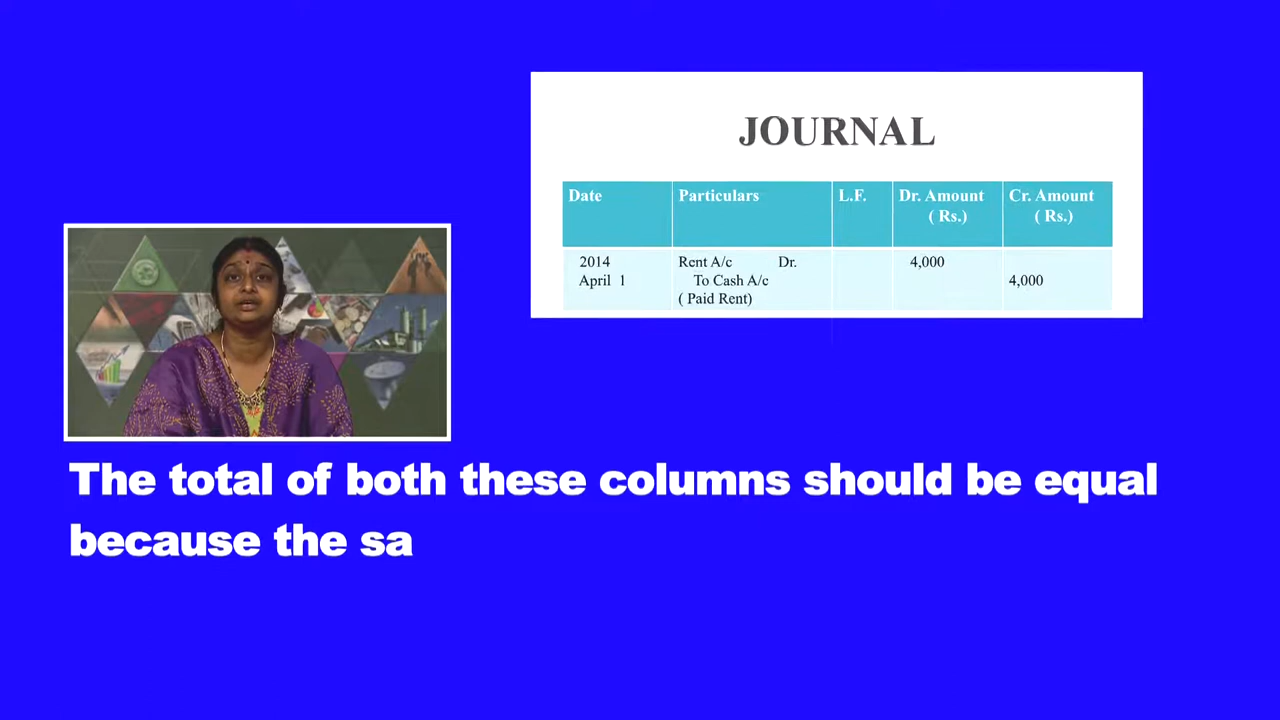 JOURNAL
Date Particulars L.F. Dr. Amount ( Rs.) Cr. Amount ( Rs.)
2014 Rent A/c Dr. 4,000
April 1 To Cash A/c 4,000
( Paid Rent)
The total of both these columns should be equal
because the sa